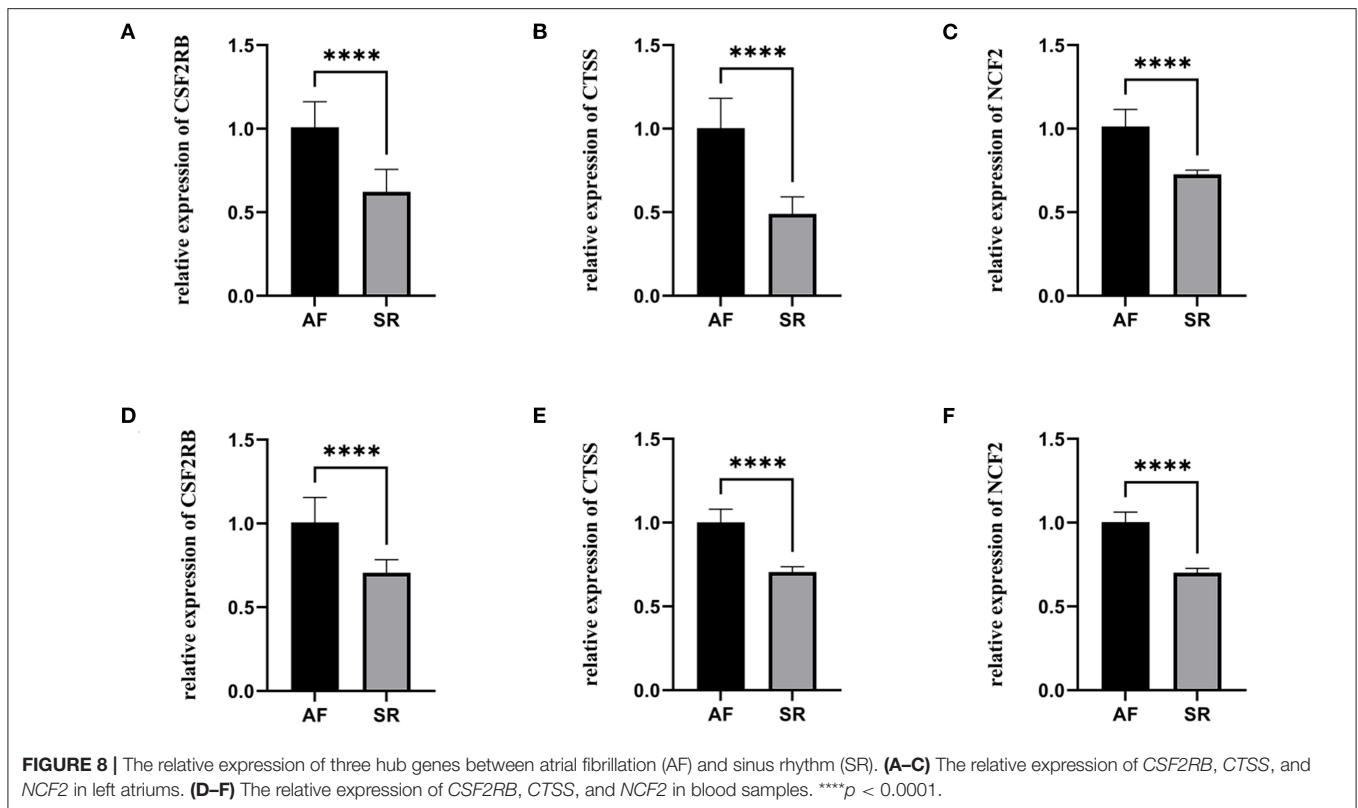 A
relative expression of CSF2RB
1.5
1.0
0.5
0.0
****
AF SR
B
relative expression of CTSS
1.5
1.0
0.5
0.0
****
AF SR
C
relative expression of NCF2
1.5
1.0
0.5
0.0
****
AF SR
D
relative expression of CSF2RB
1.5
1.0
0.5
0.0
****
AF SR
E
relative expression of CTSS
1.5
1.0
0.5
0.0
****
AF SR
F
relative expression of NCF2
1.5
1.0
0.5
0.0
****
AF SR
FIGURE 8 | The relative expression of three hub genes between atrial fibrillation (AF) and sinus rhythm (SR). (A–C) The relative expression of CSF2RB, CTSS, and
NCF2 in left atriums. (D–F) The relative expression of CSF2RB, CTSS, and NCF2 in blood samples. ****p < 0.0001.